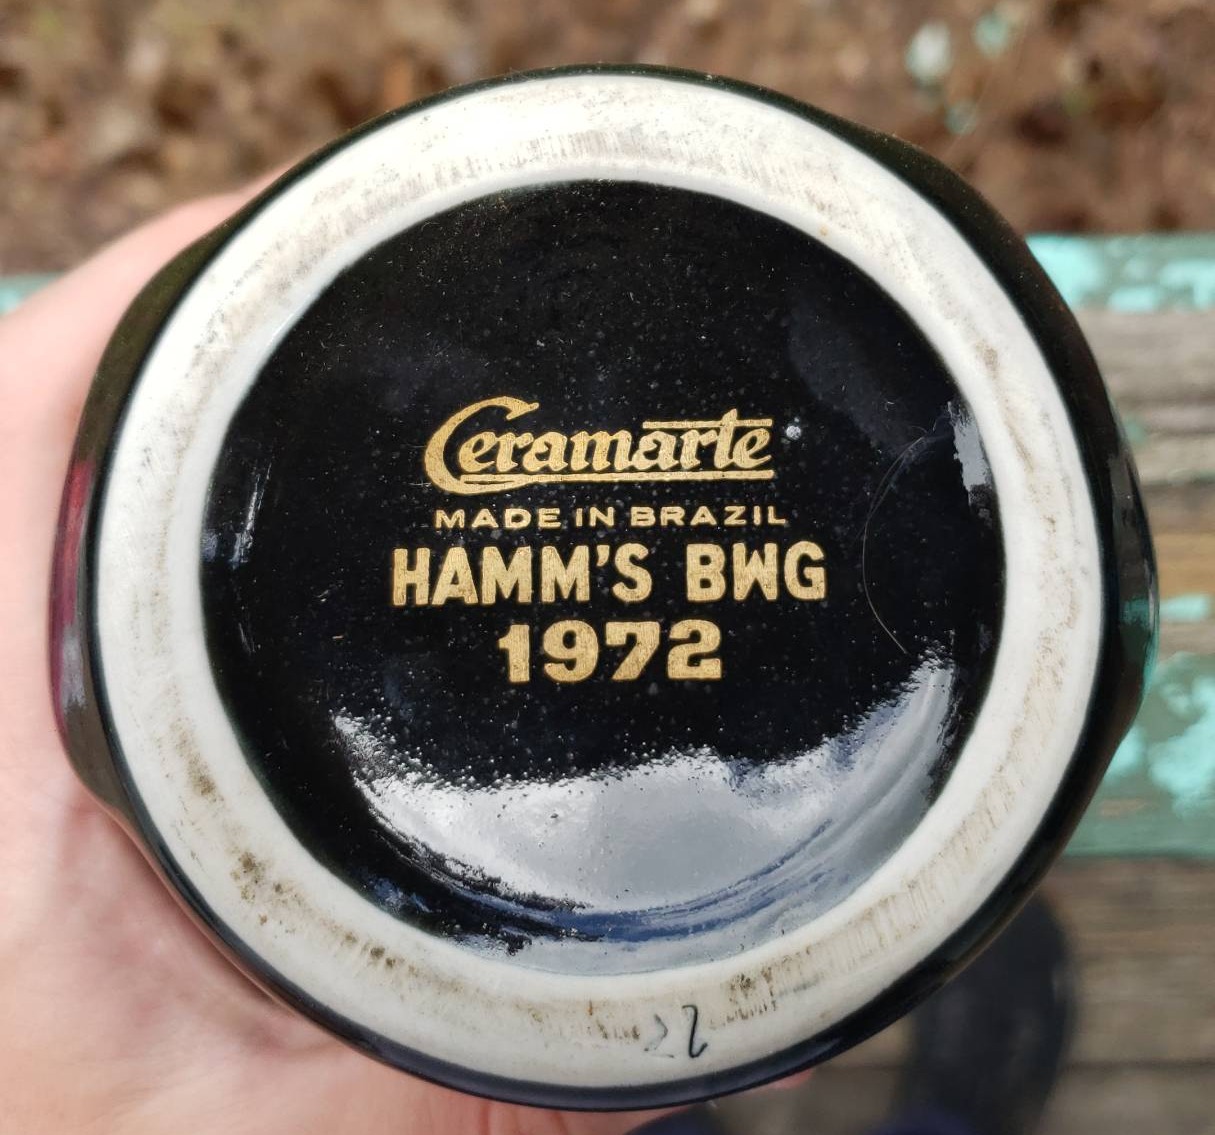 Ceramarte
MADE IN BRAZIL
HAMM'S BWG
1972